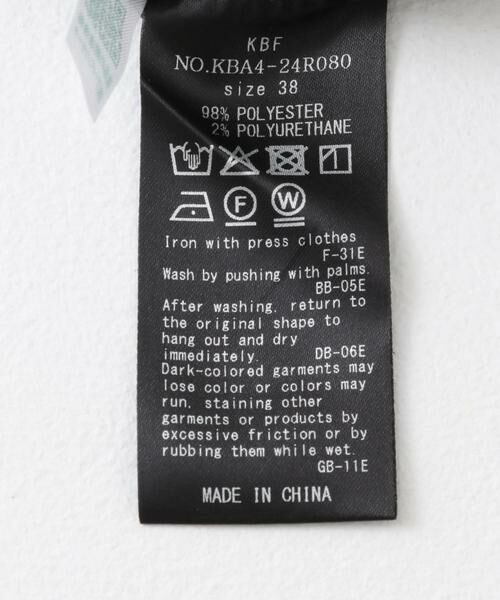 KBF
NO.KBA4-24R080
size 38
98% POLYESTER
2% POLYURETHANE
F W
Iron with press clothes
F-31E
Wash by pushing with palms.
BB-05E
After washing, return to
the original shape to
hang out and dry
immediately. DB-06E
Dark-colored garments may
lose color or colors may
run, staining other
garments or products by
excessive friction or by
rubbing them while wet.
GB-11E
MADE IN CHINA